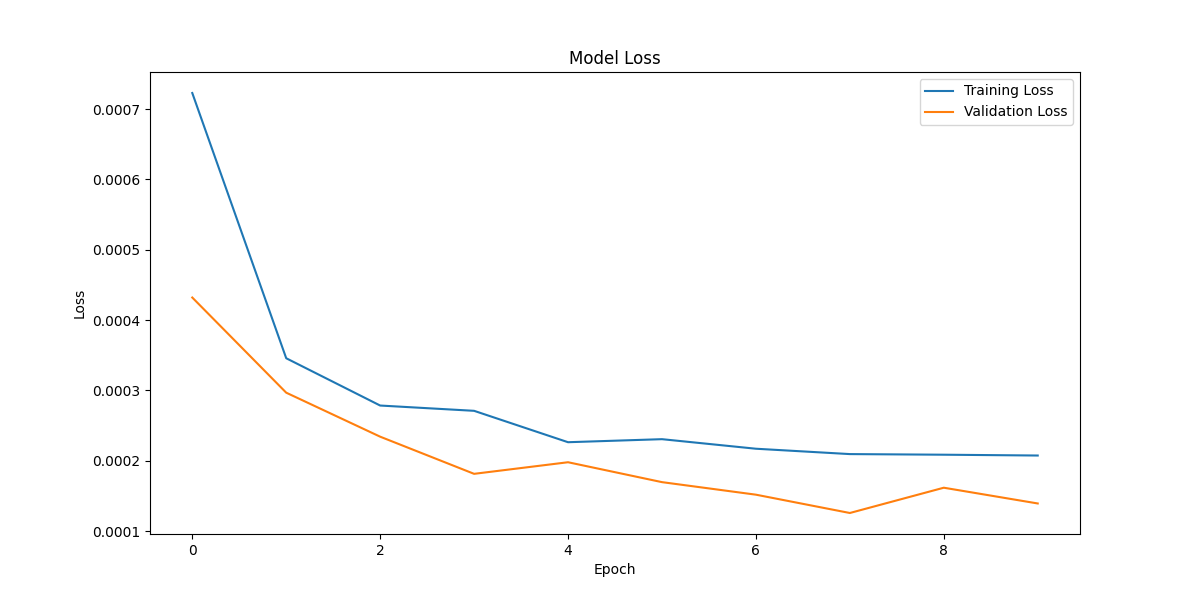 Model Loss
Training Loss
Validation Loss
0.0007
0.0006
0.0005
0.0004
0.0003
0.0002
0.0001
Loss
0 2 4 6 8
Epoch